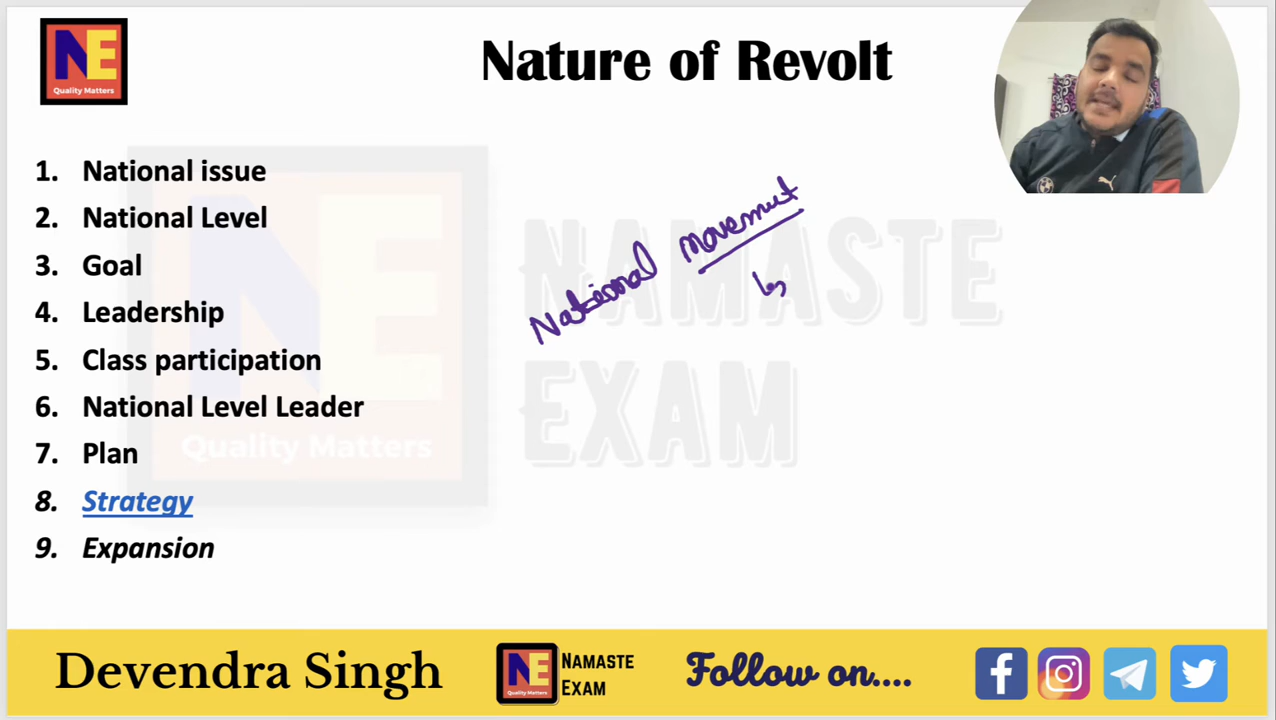 NE
Quality Matters
Nature of Revolt
1. National issue
2. National Level
3. Goal
4. Leadership
5. Class participation
6. National Level Leader
7. Plan
8. Strategy
9. Expansion
National movement
NE
Quality Matters
NAMASTE
EXAM
Devendra Singh
NE
Quality Matters
NAMASTE
EXAM
Follow on....